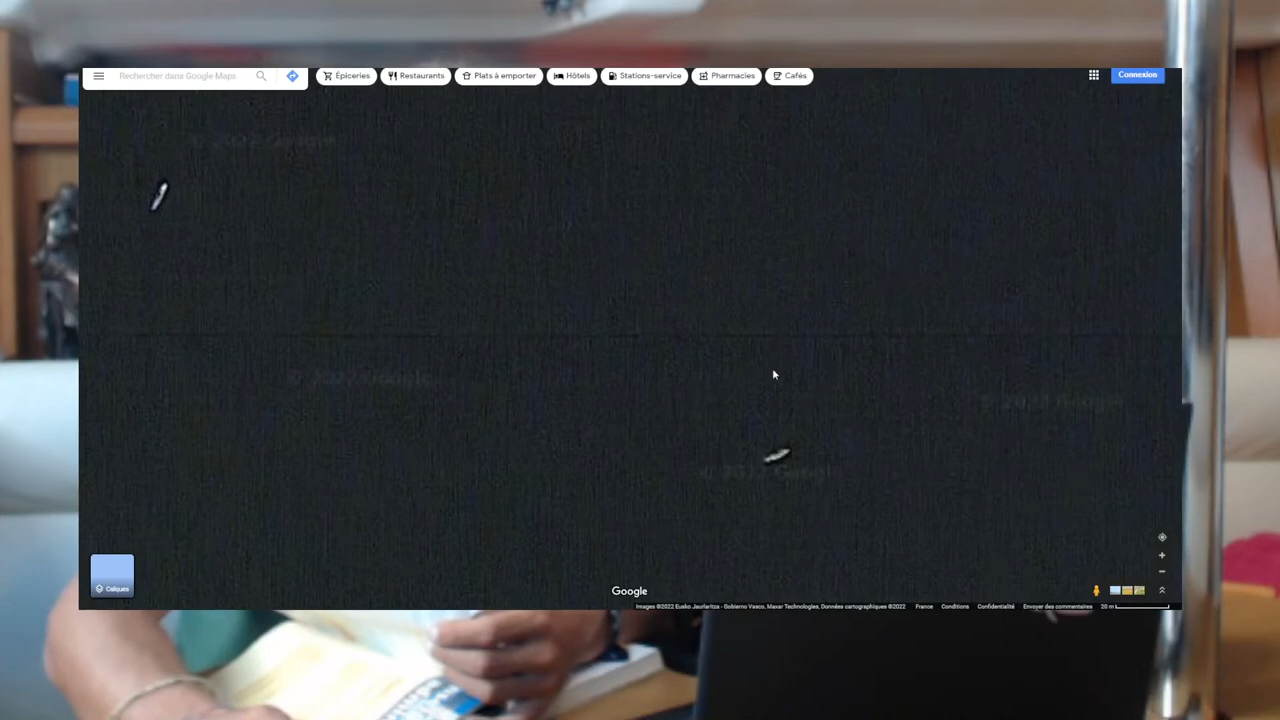 Rechercher dans Google Maps
Épiceries
Restaurants
Plats à emporter
Hôtels
Stations-service
Pharmacies
Cafés
Connexion
Calques
Google
Images ©2022 Eusko Jaurlaritza - Gobierno Vasco, Maxar Technologies, Données cartographiques ©2022 France Conditions Confidentialité Envoyer des commentaires 20 m